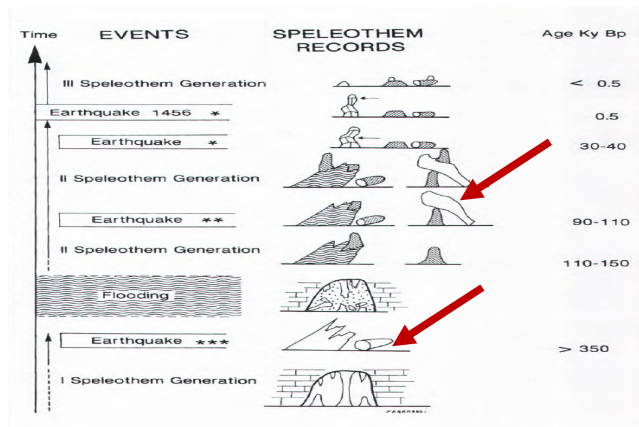 Time EVENTS SPELEOTHEM RECORDS Age Ky Bp
III Speleothem Generation < 0.5
Earthquake 1456 * 0.5
Earthquake * 30-40
II Speleothem Generation
Earthquake ** 90-110
II Speleothem Generation 110-150
Flooding
Earthquake *** > 350
I Speleothem Generation